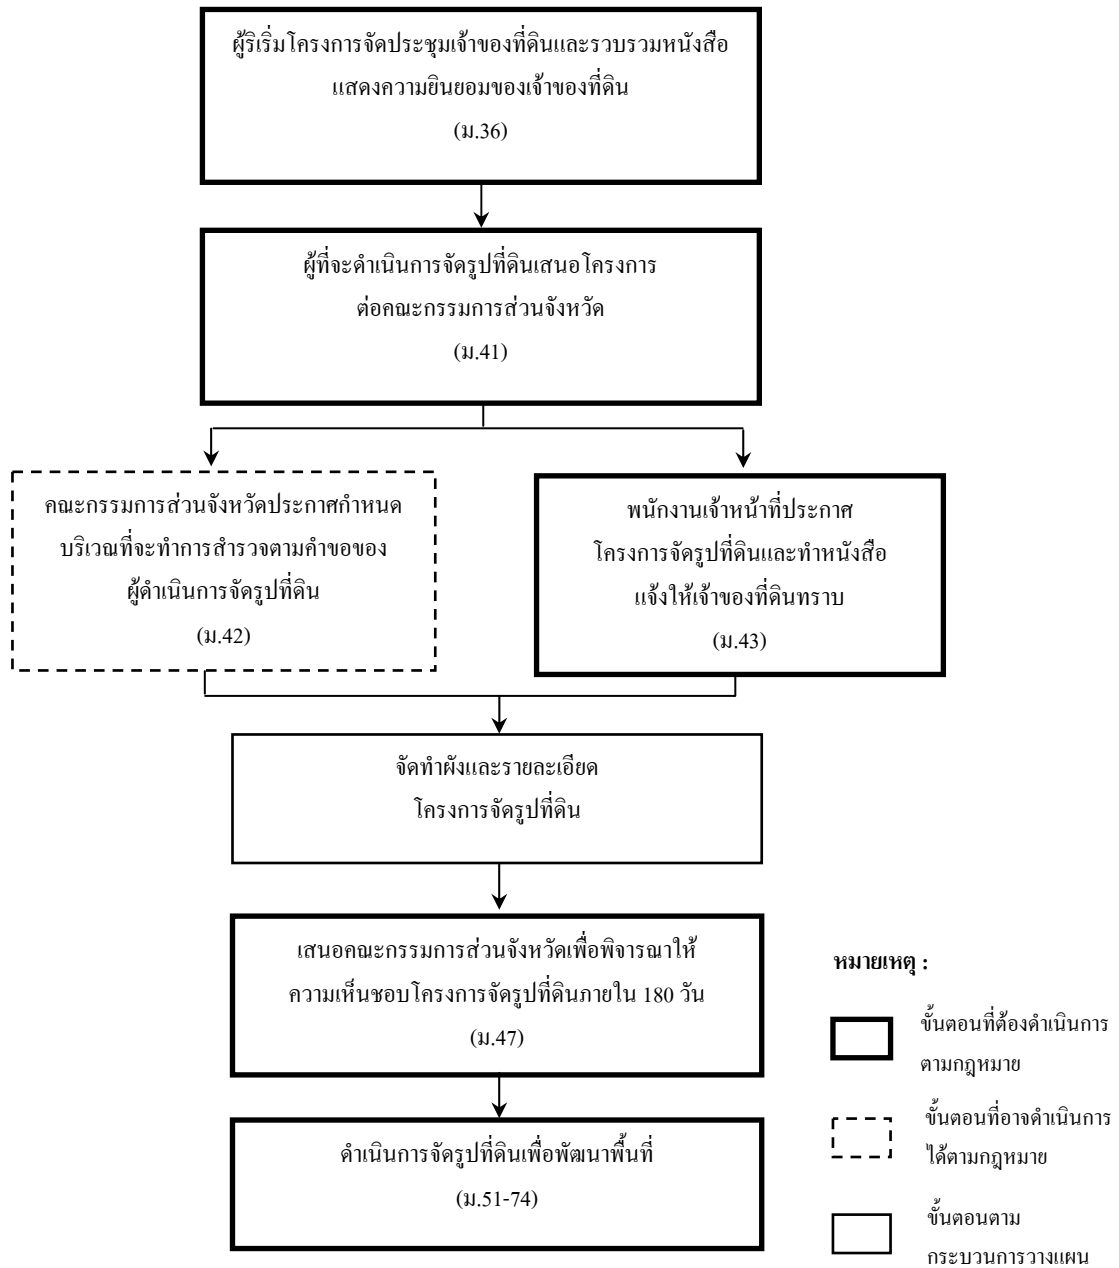 ผู้ริเริ่มโครงการจัดประชุมเจ้าของที่ดินและรวบรวมหนังสือ
แสดงความยินยอมของเจ้าของที่ดิน
(ม.36)
ผู้ที่จะดำเนินการจัดรูปที่ดินเสนอโครงการ
ต่อคณะกรรมการส่วนจังหวัด
(ม.41)
คณะกรรมการส่วนจังหวัดประกาศกำหนด
บริเวณที่จะทำการสำรวจตามคำขอของ
ผู้ดำเนินการจัดรูปที่ดิน
(ม.42)
พนักงานเจ้าหน้าที่ประกาศ
โครงการจัดรูปที่ดินและทำหนังสือ
แจ้งให้เจ้าของที่ดินทราบ
(ม.43)
จัดทำผังและรายละเอียด
โครงการจัดรูปที่ดิน
เสนอคณะกรรมการส่วนจังหวัดเพื่อพิจารณาให้
ความเห็นชอบโครงการจัดรูปที่ดินภายใน 180 วัน
(ม.47)
ดำเนินการจัดรูปที่ดินเพื่อพัฒนาพื้นที่
(ม.51-74)
หมายเหตุ :
ขั้นตอนที่ต้องดำเนินการ
ตามกฎหมาย
ขั้นตอนที่อาจดำเนินการ
ได้ตามกฎหมาย
ขั้นตอนตาม
กระบวนการวางแผน